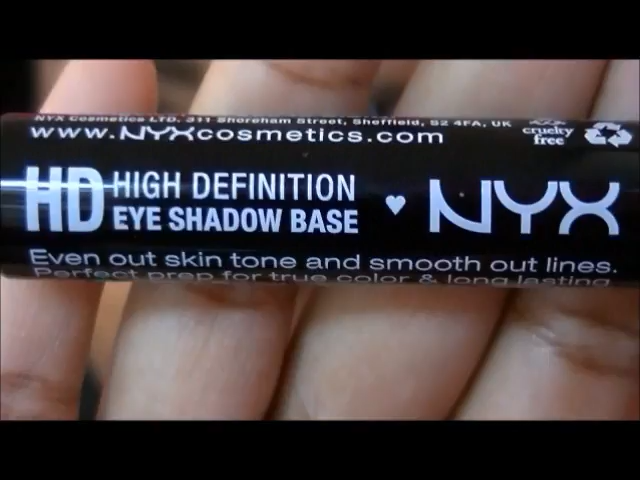 NYX Cosmetics LTD. 311 Shoreham Street, Sheffield, S2 4FA, UK
www.NYXcosmetics.com
cruelty free
HD HIGH DEFINITION EYE SHADOW BASE
NYX
Even out skin tone and smooth out lines.
Perfect prep for true color & long lasting